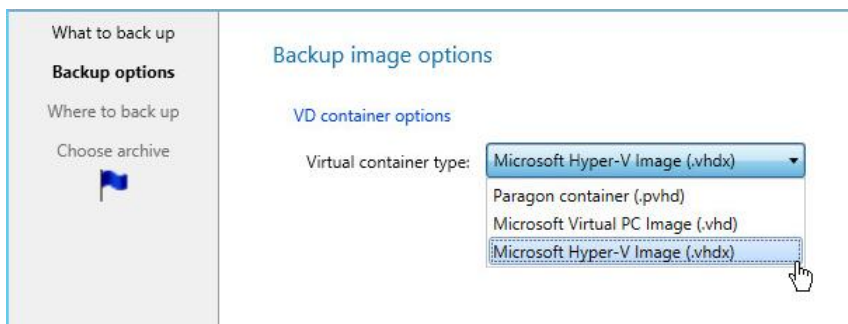 What to back up
Backup options
Where to back up
Choose archive
Backup image options
VD container options
Virtual container type: Microsoft Hyper-V Image (.vhdx)
Paragon container (.pvhd)
Microsoft Virtual PC Image (.vhd)
Microsoft Hyper-V Image (.vhdx)